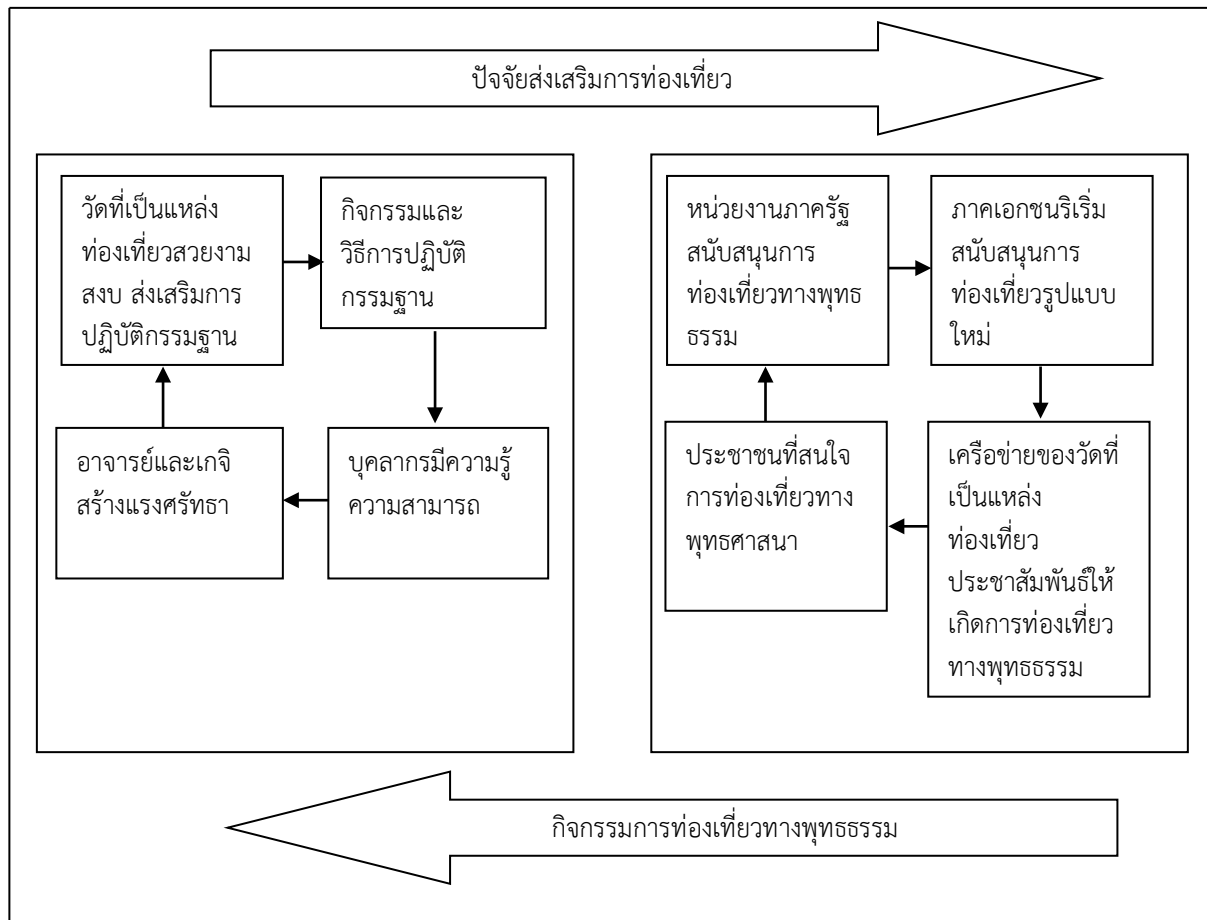 ปัจจัยส่งเสริมการท่องเที่ยว
วัดที่เป็นแหล่ง
ท่องเที่ยวสวยงาม
สงบ ส่งเสริมการ
ปฏิบัติกรรมฐาน
กิจกรรมและ
วิธีการปฏิบัติ
กรรมฐาน
อาจารย์และเกจิ
สร้างแรงศรัทธา
บุคลากรมีความรู้
ความสามารถ
หน่วยงานภาครัฐ
สนับสนุนการ
ท่องเที่ยวทางพุทธ
ธรรม
ภาคเอกชนริเริ่ม
สนับสนุนการ
ท่องเที่ยวรูปแบบ
ใหม่
ประชาชนที่สนใจ
การท่องเที่ยวทาง
พุทธศาสนา
เครือข่ายของวัดที่
เป็นแหล่ง
ท่องเที่ยว
ประชาสัมพันธ์ให้
เกิดการท่องเที่ยว
ทางพุทธธรรม
กิจกรรมการท่องเที่ยวทางพุทธธรรม